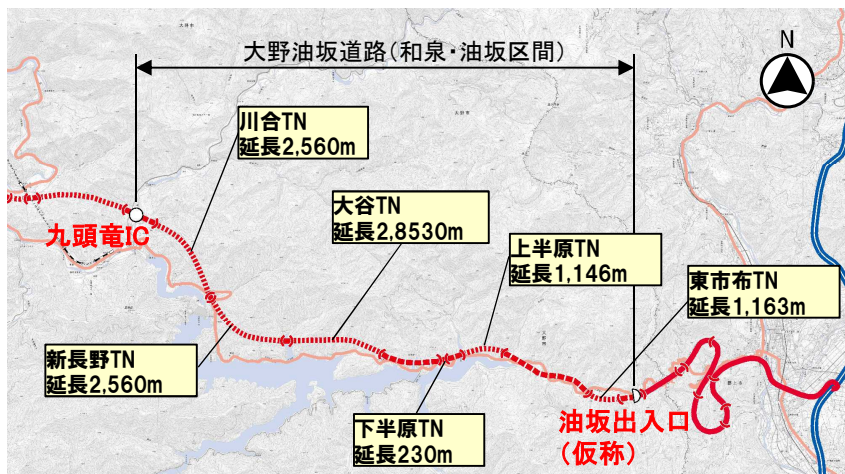 大野油坂道路(和泉・油坂区間)
N
川合TN
延長2,560m
大谷TN
延長2,8530m
上半原TN
延長1,146m
東市布TN
延長1,163m
九頭竜IC
新長野TN
延長2,560m
下半原TN
延長230m
油坂出入口
(仮称)